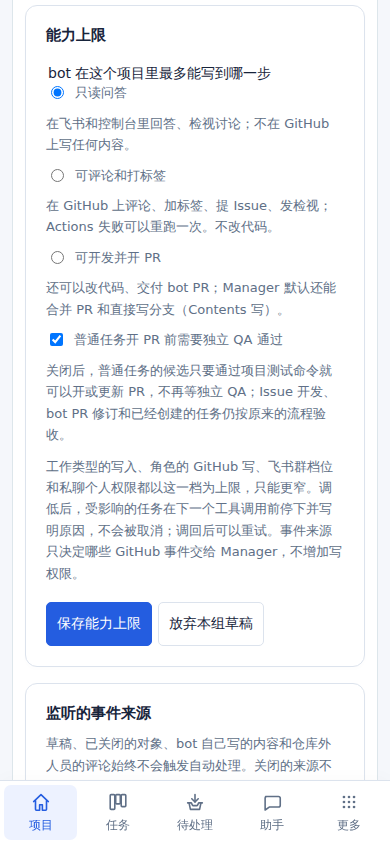 能力上限
bot 在这个项目里最多能写到哪一步
只读问答
在飞书和控制台里回答、检视讨论；不在 GitHub
上写任何内容。
可评论和打标签
在 GitHub 上评论、加标签、提 Issue、发检视；
Actions 失败可以重跑一次。不改代码。
可开发并开 PR
还可以改代码、交付 bot PR；Manager 默认还能
合并 PR 和直接写分支（Contents 写）。
普通任务开 PR 前需要独立 QA 通过
关闭后，普通任务的候选只要通过项目测试命令就
可以开或更新 PR，不再等独立 QA；Issue 开发、
bot PR 修订和已经创建的任务仍按原来的流程验
收。
工作类型的写入、角色的 GitHub 写、飞书群档位
和私聊个人权限都以这一档为上限，只能更窄。调
低后，受影响的任务在下一个工具调用前停下并写
明原因，不会被取消；调回后可以重试。事件来源
只决定哪些 GitHub 事件交给 Manager，不增加写
权限。
保存能力上限
放弃本组草稿
监听的事件来源
草稿、已关闭的对象、bot 自己写的内容和仓库外
人员的评论始终不会触发自动处理。关闭的来源不
项目
任务
待处理
助手
更多